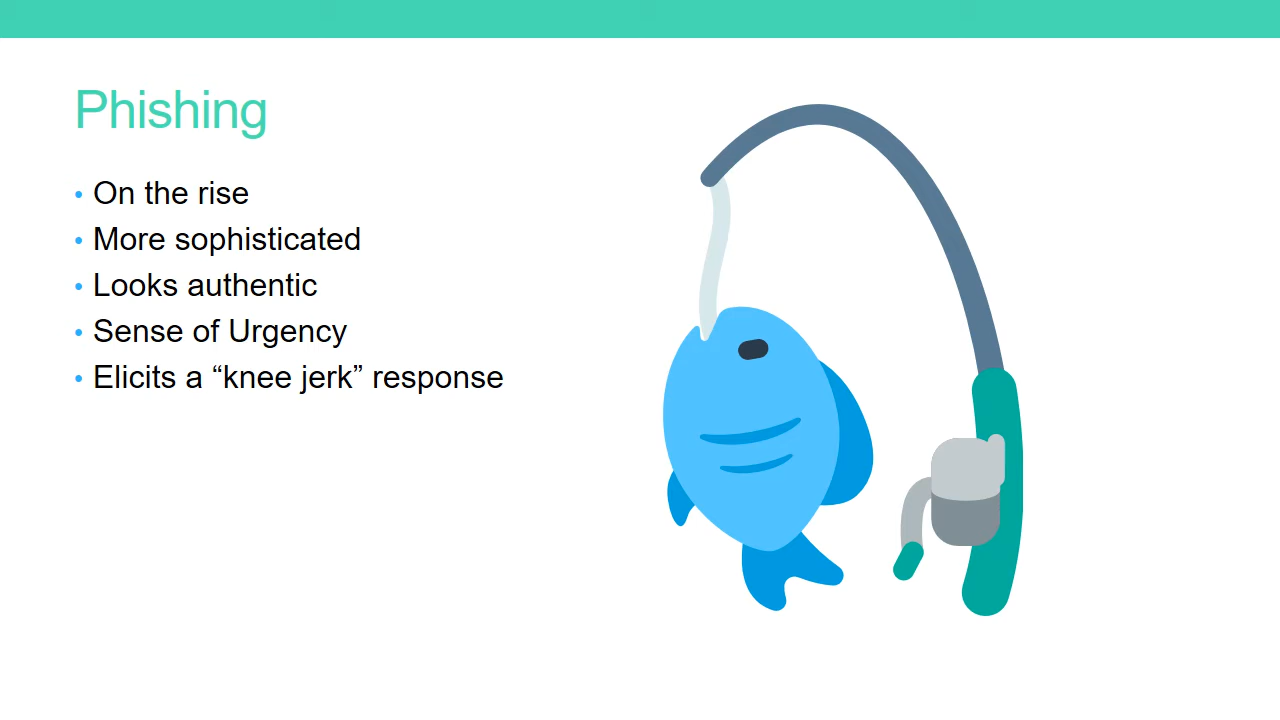 Phishing
• On the rise
• More sophisticated
• Looks authentic
• Sense of Urgency
• Elicits a “knee jerk” response